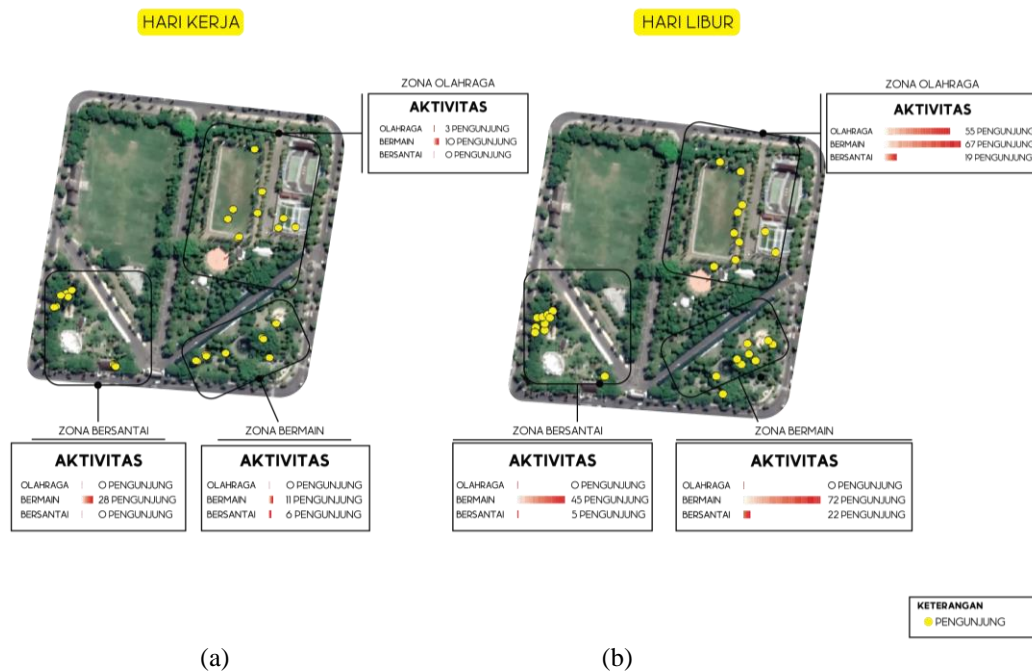 HARI KERJA
HARI LIBUR
ZONA OLAHRAGA
AKTIVITAS
OLAHRAGA 3 PENGUNJUNG
BERMAIN 10 PENGUNJUNG
BERSANTAI 0 PENGUNJUNG
ZONA OLAHRAGA
AKTIVITAS
OLAHRAGA 55 PENGUNJUNG
BERMAIN 67 PENGUNJUNG
BERSANTAI 19 PENGUNJUNG
ZONA BERSANTAI
AKTIVITAS
OLAHRAGA 0 PENGUNJUNG
BERMAIN 28 PENGUNJUNG
BERSANTAI 0 PENGUNJUNG
ZONA BERMAIN
AKTIVITAS
OLAHRAGA 0 PENGUNJUNG
BERMAIN 11 PENGUNJUNG
BERSANTAI 6 PENGUNJUNG
ZONA BERSANTAI
AKTIVITAS
OLAHRAGA 0 PENGUNJUNG
BERMAIN 45 PENGUNJUNG
BERSANTAI 5 PENGUNJUNG
ZONA BERMAIN
AKTIVITAS
OLAHRAGA 0 PENGUNJUNG
BERMAIN 72 PENGUNJUNG
BERSANTAI 22 PENGUNJUNG
KETERANGAN
PENGUNJUNG
(a)
(b)